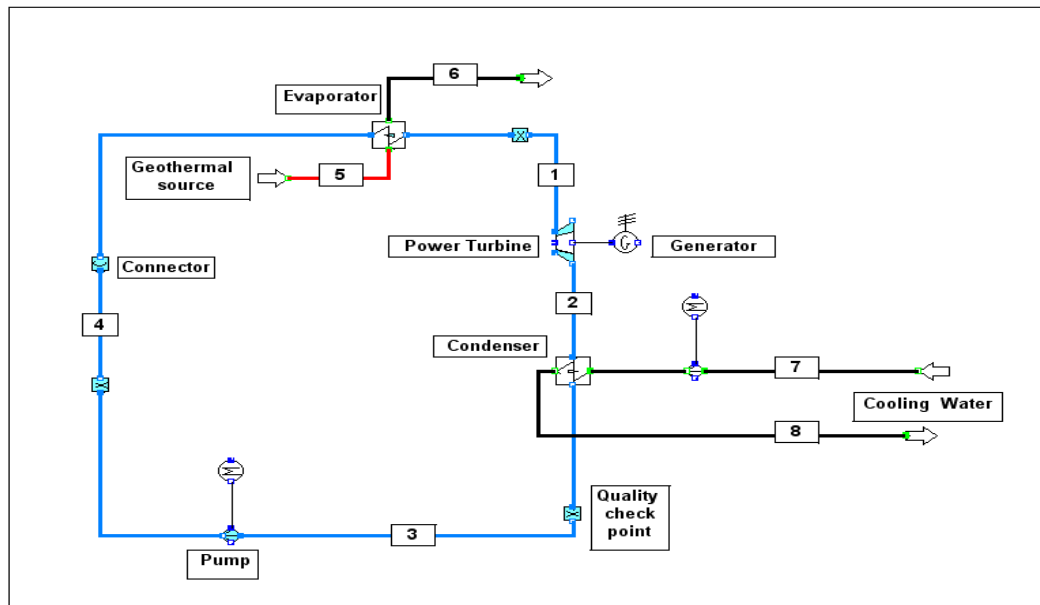 6
Evaporator
Geothermal
source
5
1
Power Turbine
G
Generator
Connector
2
4
Condenser
7
Cooling Water
8
Quality
check
point
3
Pump